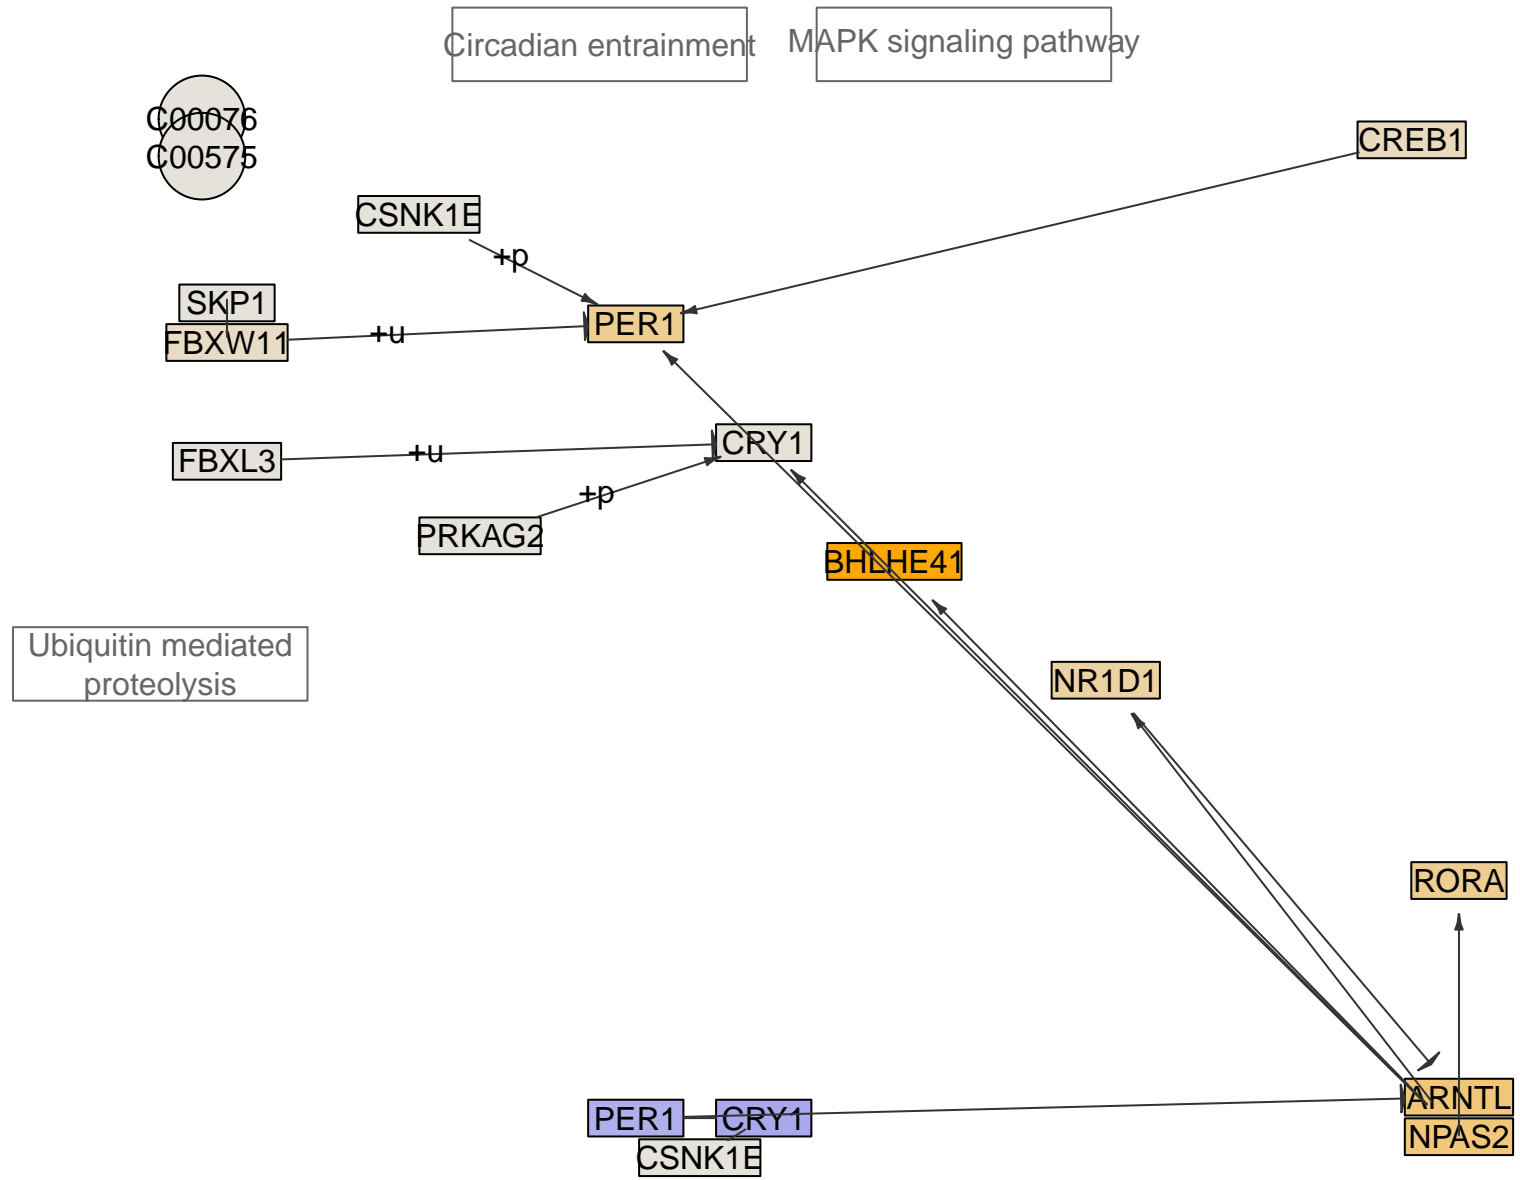 Circadian entrainment
MAPK signaling pathway
C00076
C00575
CREB1
CSNK1E
+p
SKP1
FBXW11
+u
PER1
FBXL3
+u
CRY1
+p
PRKAG2
BHLHE41
Ubiquitin mediated
proteolysis
NR1D1
RORA
ARNTL
NPAS2
PER1
CRY1
CSNK1E